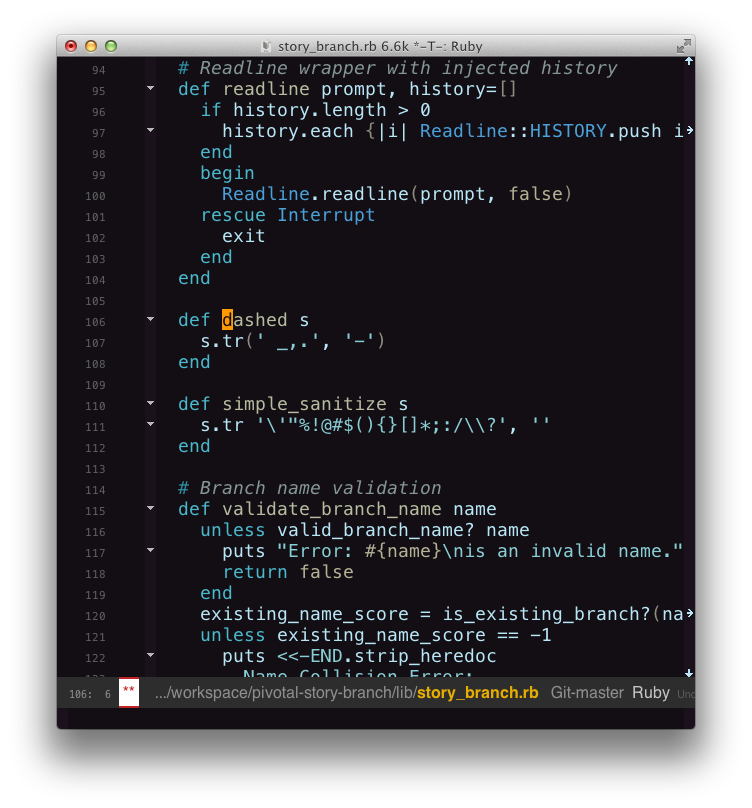 story_branch.rb 6.6k *-T-: Ruby
94 # Readline wrapper with injected history
95 def readline prompt, history=[]
96 if history.length > 0
97 history.each {|i| Readline::HISTORY.push i
98 end
99 begin
100 Readline.readline(prompt, false)
101 rescue Interrupt
102 exit
103 end
104 end
105
106 def dashed s
107 s.tr(' _,.', '-')
108 end
109
110 def simple_sanitize s
111 s.tr '\'"%!@#$(){}[]*;:/\\?', ''
112 end
113
114 # Branch name validation
115 def validate_branch_name name
116 unless valid_branch_name? name
117 puts "Error: #{name}\nis an invalid name."
118 return false
119 end
120 existing_name_score = is_existing_branch?(na
121 unless existing_name_score == -1
122 puts <<-END.strip_heredoc
123 Name Collision Error:
106: 6 ** .../workspace/pivotal-story-branch/lib/story_branch.rb Git-master Ruby Und